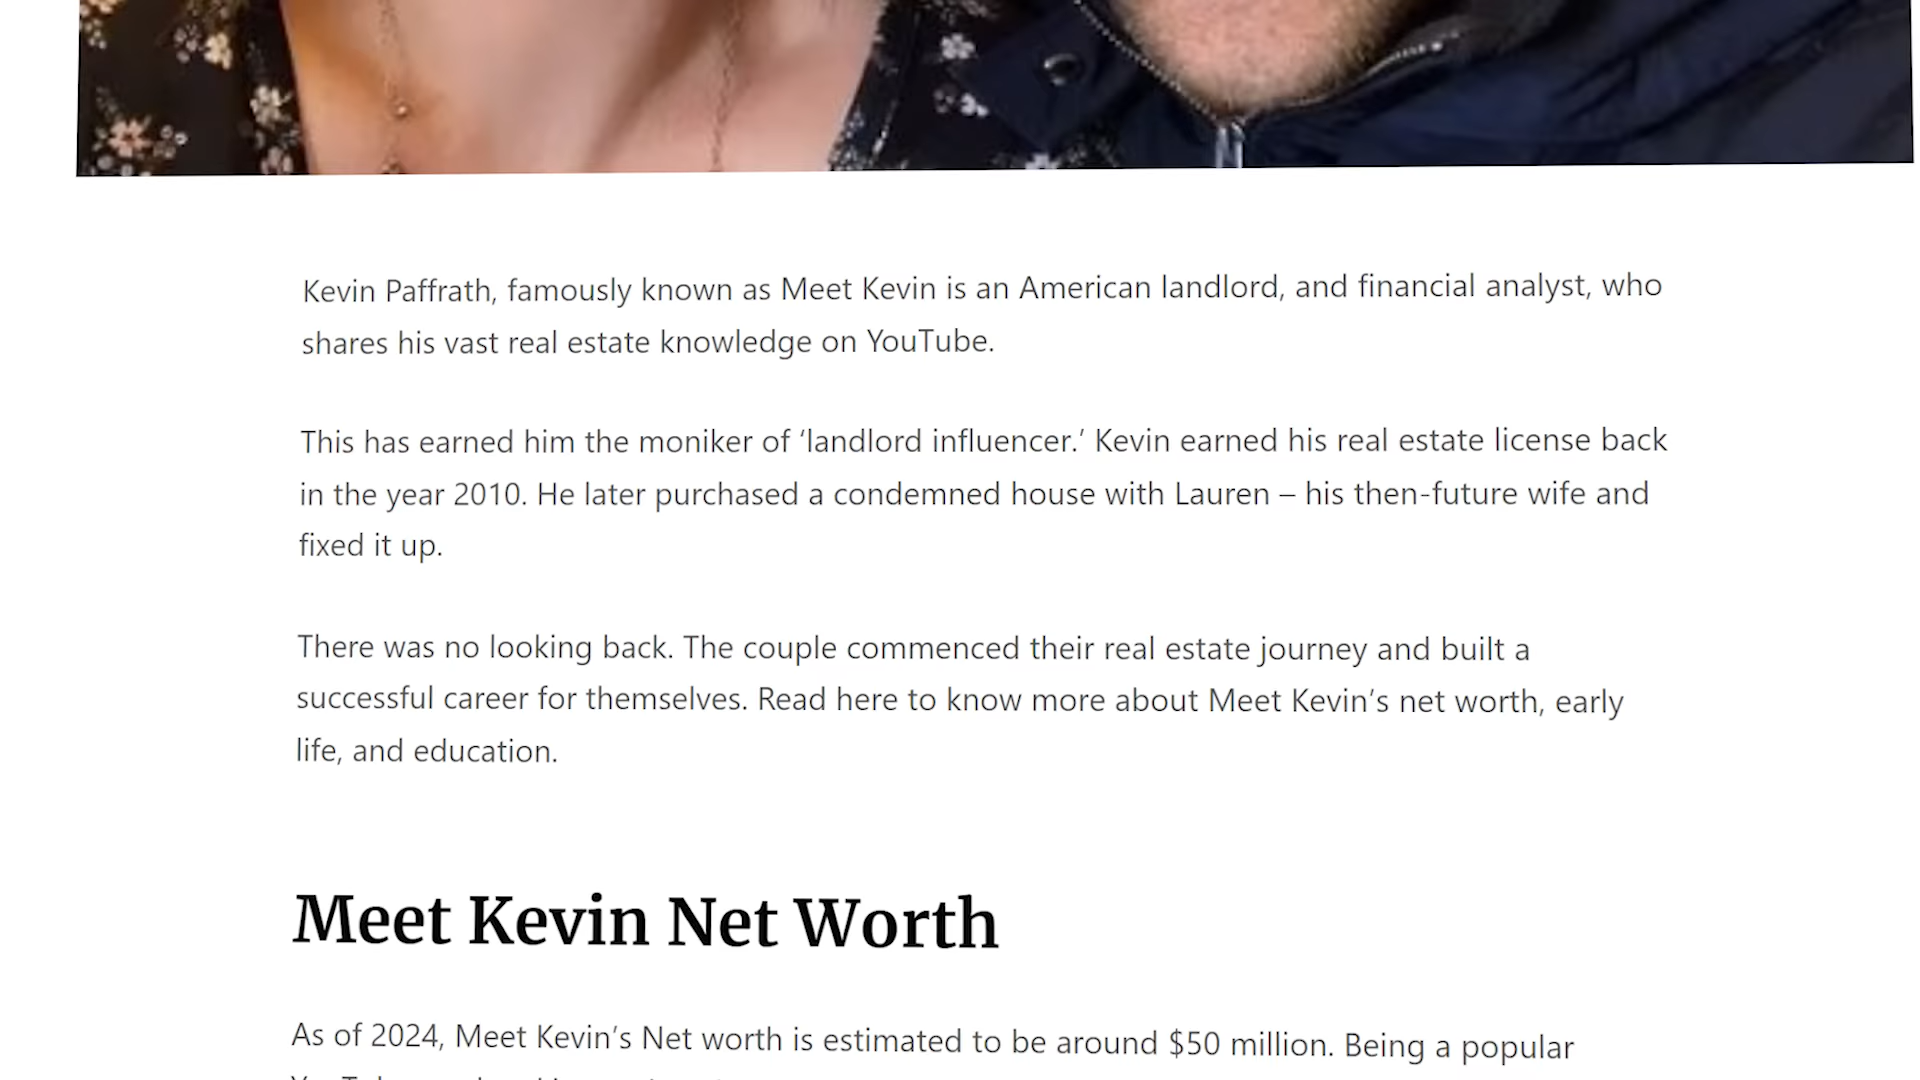 Kevin Paffrath, famously known as Meet Kevin is an American landlord, and financial analyst, who
shares his vast real estate knowledge on YouTube.
This has earned him the moniker of ‘landlord influencer.’ Kevin earned his real estate license back
in the year 2010. He later purchased a condemned house with Lauren – his then-future wife and
fixed it up.
There was no looking back. The couple commenced their real estate journey and built a
successful career for themselves. Read here to know more about Meet Kevin’s net worth, early
life, and education.
Meet Kevin Net Worth
As of 2024, Meet Kevin’s Net worth is estimated to be around $50 million. Being a popular